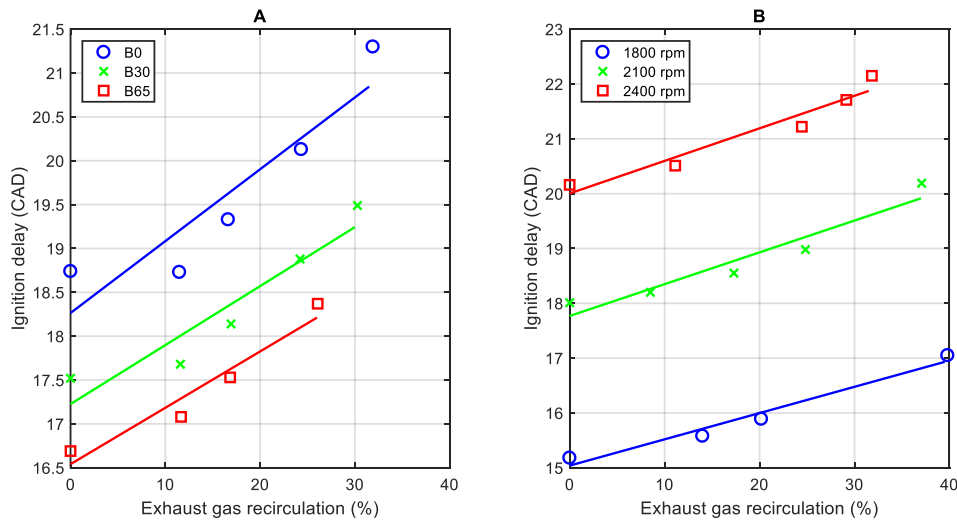 A
21.5
21
20.5
20
19.5
19
18.5
18
17.5
17
16.5
Ignition delay (CAD)
B0
B30
B65
0 10 20 30 40
Exhaust gas recirculation (%)
B
23
22
21
20
19
18
17
16
15
Ignition delay (CAD)
1800 rpm
2100 rpm
2400 rpm
0 10 20 30 40
Exhaust gas recirculation (%)